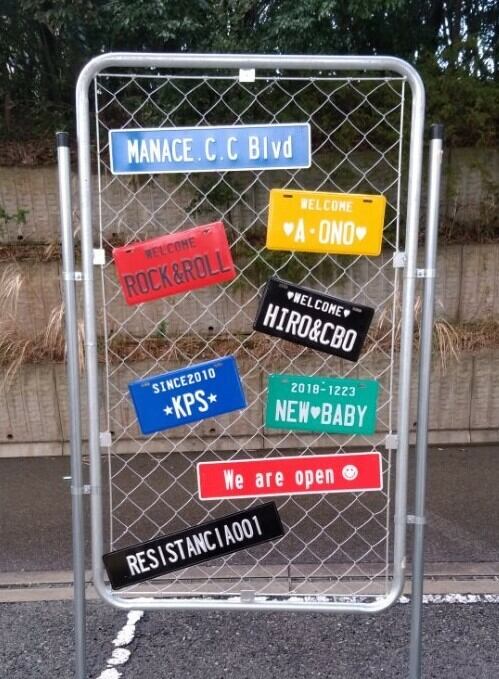 MANACE.C.C Blvd
WELCOME
♥A·ONO♥
WELCOME
ROCK&ROLL
♥WELCOME♥
HIRO&CBO
SINCE2010
★KPS★
2018-1223
NEW♥BABY
We are open ☺
RESISTANCIA001